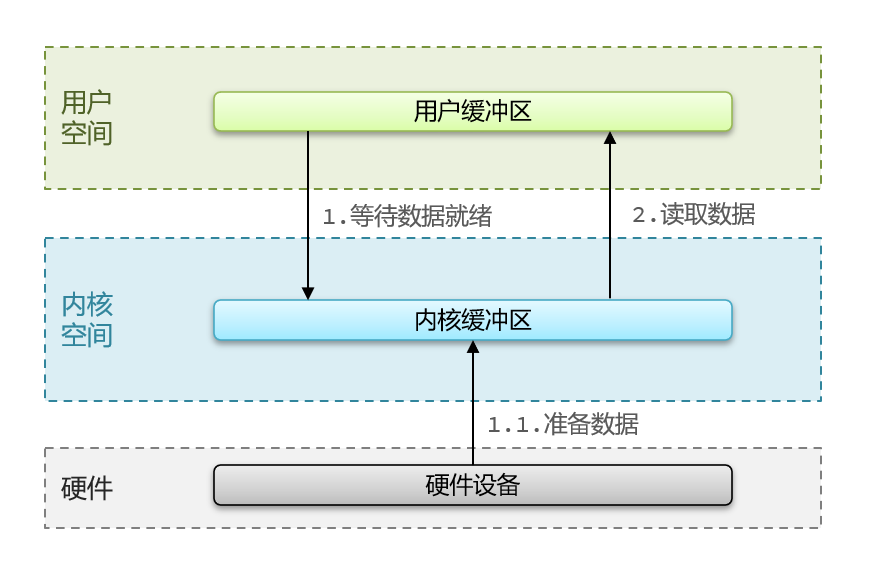 用户
空间
用户缓冲区
1.等待数据就绪
2.读取数据
内核
空间
内核缓冲区
1.1.准备数据
硬件
硬件设备